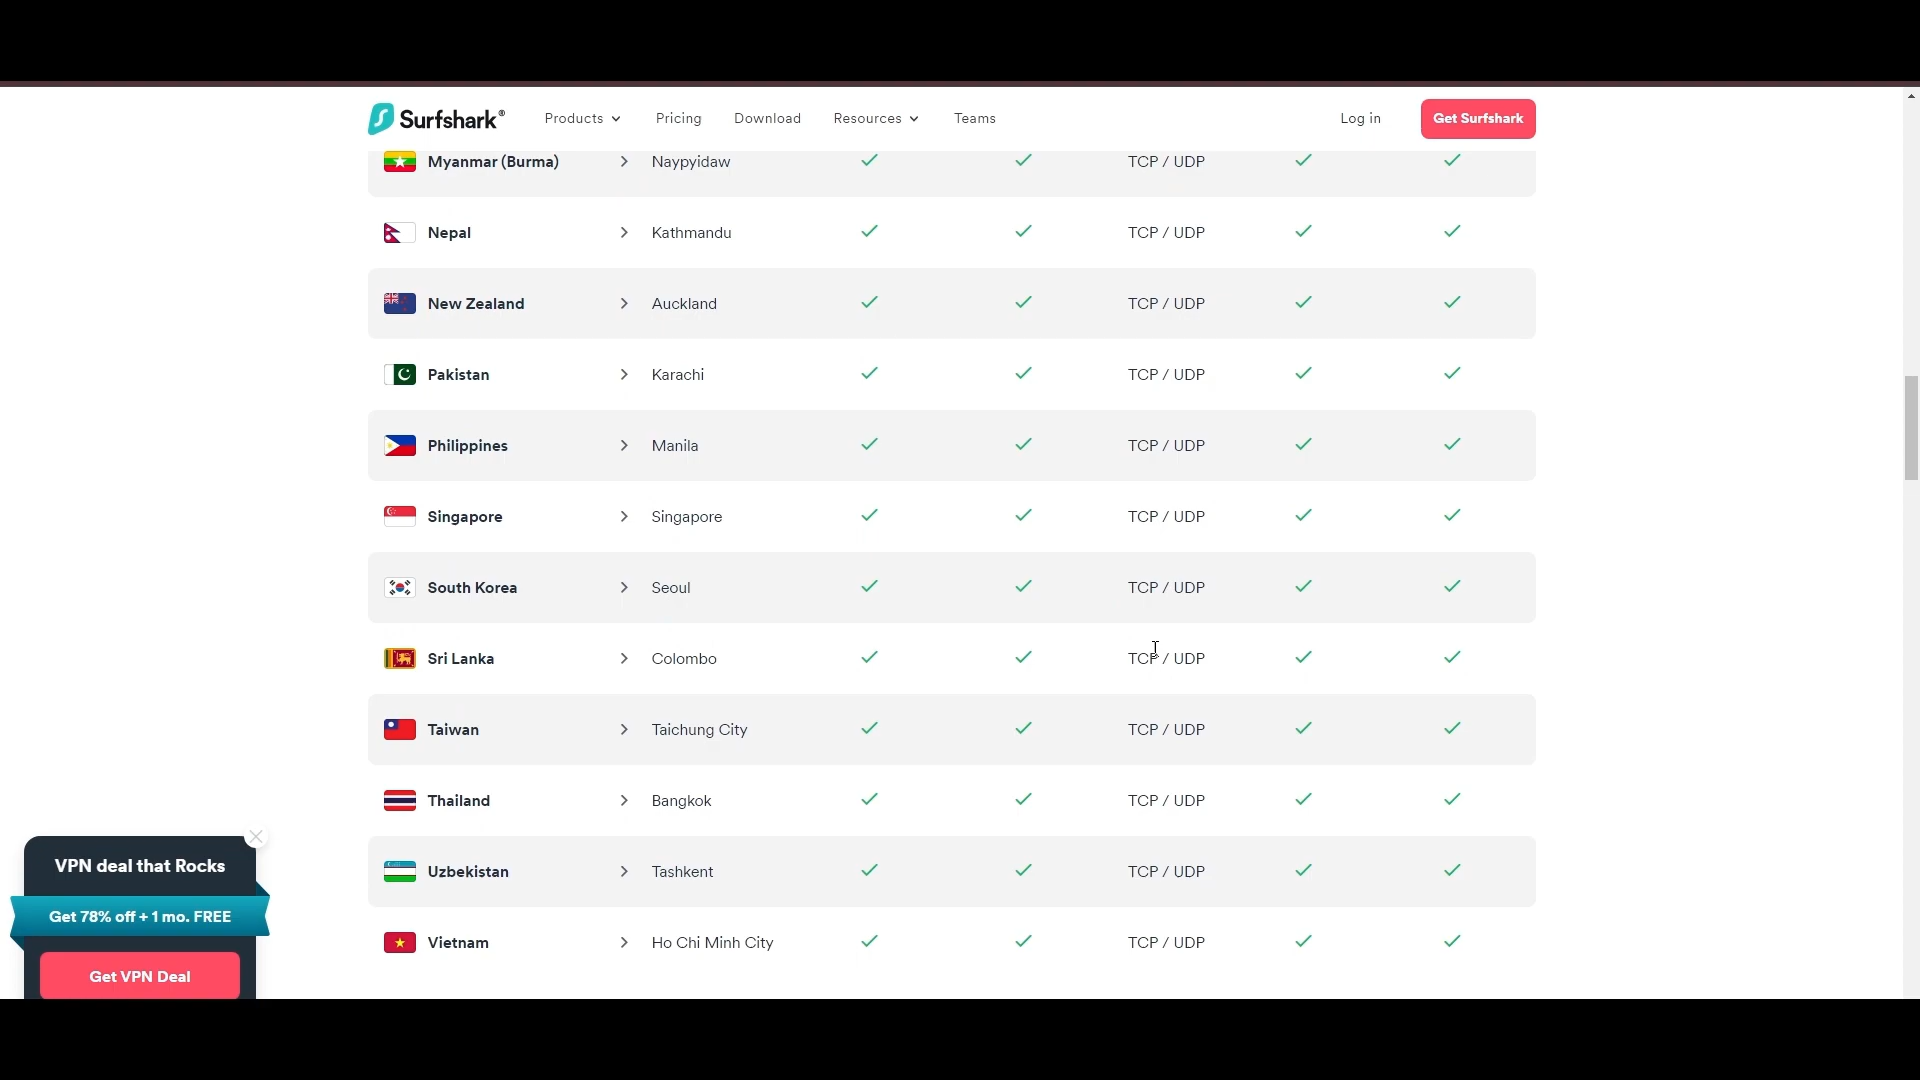 Surfshark®
Products
Pricing
Download
Resources
Teams
Log in
Get Surfshark
Myanmar (Burma) Naypyidaw TCP / UDP
Nepal Kathmandu TCP / UDP
New Zealand Auckland TCP / UDP
Pakistan Karachi TCP / UDP
Philippines Manila TCP / UDP
Singapore Singapore TCP / UDP
South Korea Seoul TCP / UDP
Sri Lanka Colombo TCP / UDP
Taiwan Taichung City TCP / UDP
Thailand Bangkok TCP / UDP
Uzbekistan Tashkent TCP / UDP
Vietnam Ho Chi Minh City TCP / UDP
VPN deal that Rocks
Get 78% off + 1 mo. FREE
Get VPN Deal